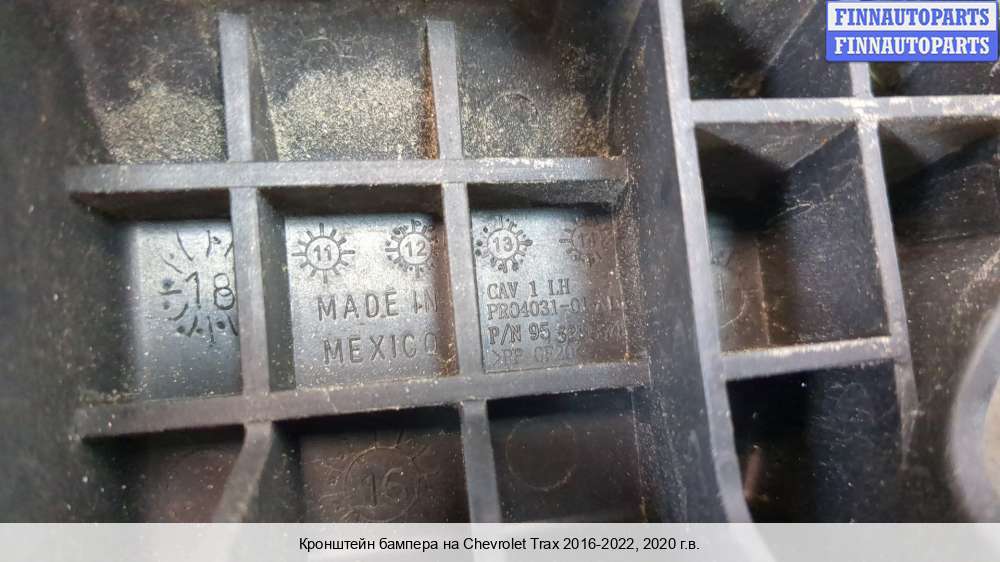 FINNAUTOPARTS
FINNAUTOPARTS
11 12 13 14
18
MADE IN
MEXICO
CAV 1 LH
P/N 95
16
Кронштейн бампера на Chevrolet Trax 2016-2022, 2020 г.в.